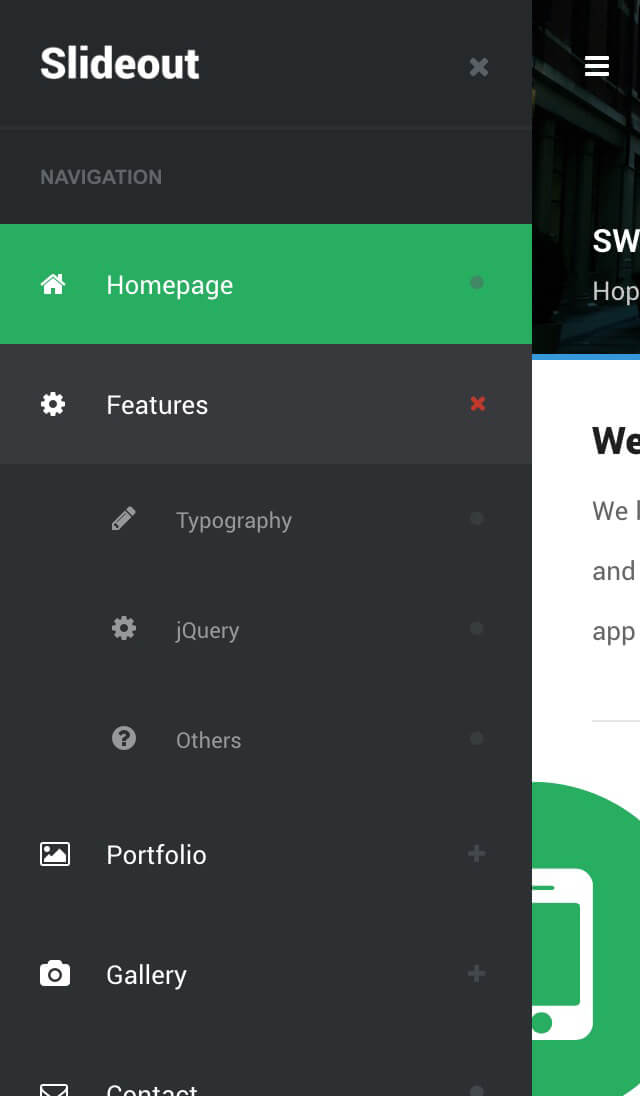 Slideout
NAVIGATION
Homepage
Features
Typography
jQuery
Others
Portfolio
Gallery
Contact
SW
Hop
We
We l
and
app